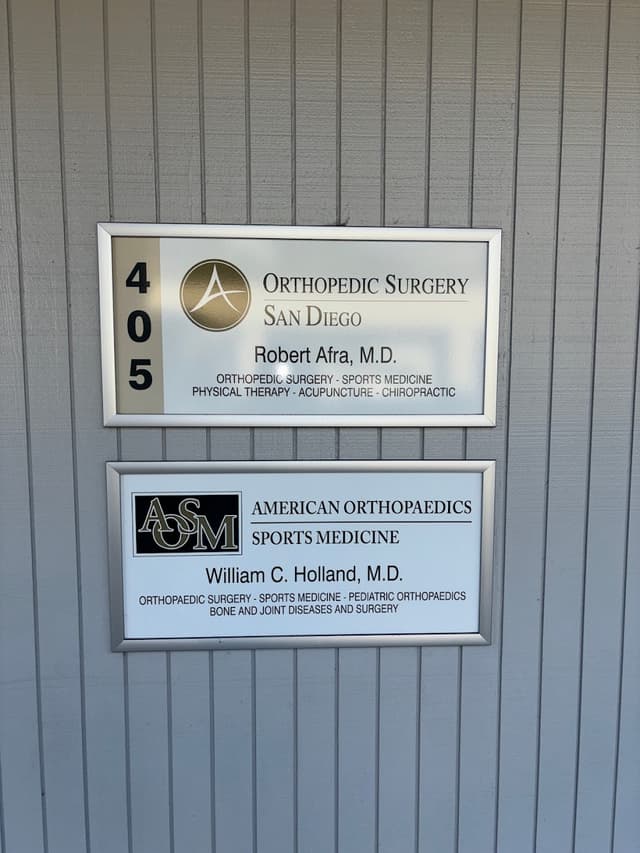 405
A
ORTHOPEDIC SURGERY
SAN DIEGO
Robert Afra, M.D.
ORTHOPEDIC SURGERY - SPORTS MEDICINE
PHYSICAL THERAPY - ACUPUNCTURE - CHIROPRACTIC
AOSM
AMERICAN ORTHOPAEDICS
SPORTS MEDICINE
William C. Holland, M.D.
ORTHOPAEDIC SURGERY - SPORTS MEDICINE - PEDIATRIC ORTHOPAEDICS
BONE AND JOINT DISEASES AND SURGERY